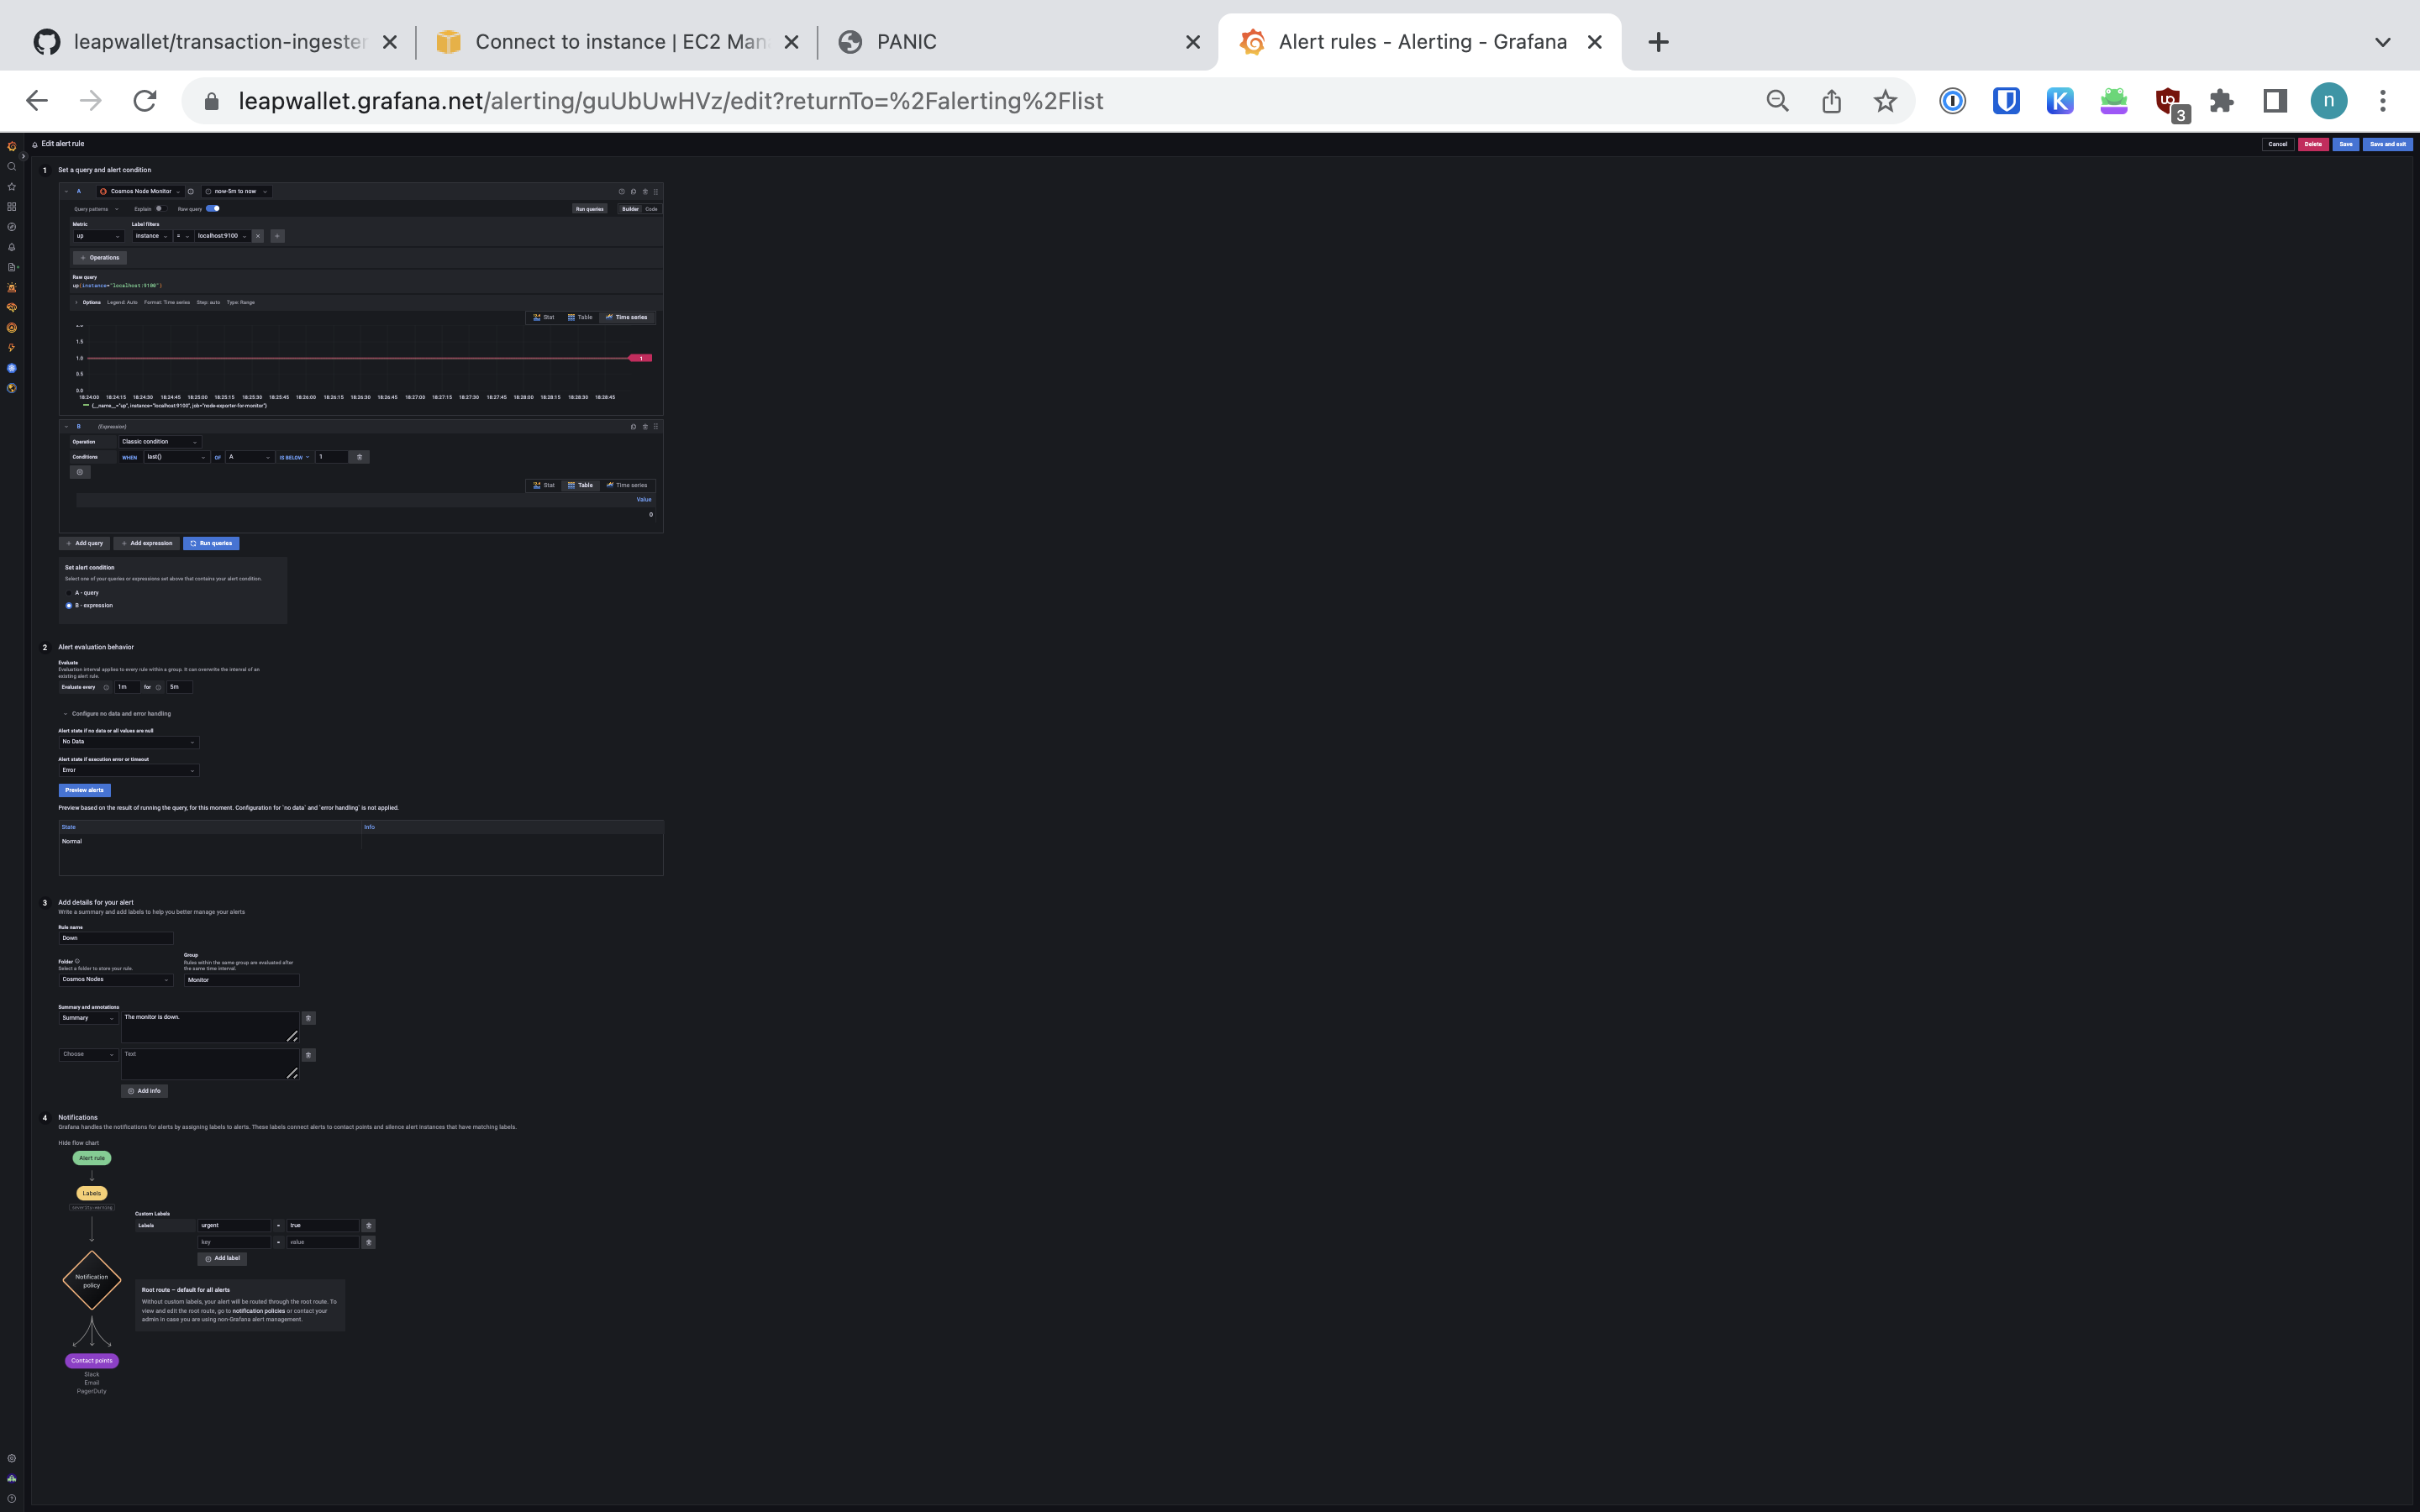 leapwallet/transaction-ingester
Connect to instance | EC2 Man
PANIC
Alert rules - Alerting - Grafana
leapwallet.grafana.net/alerting/guUbUwHVz/edit?returnTo=%2Falerting%2Flist
3
n
Edit alert rule
Cancel
Delete
Save
Save and exit
1
Set a query and alert condition
A
Cosmos Node Monitor
now-5m to now
Query patterns
Explain
Raw query
Run queries
Builder
Code
Metric
Label filters
up
instance
=
localhost:9100
+ Operations
Raw query
up{instance="localhost:9100"}
Options
Legend: Auto
Format: Time series
Step: auto
Type: Range
Stat
Table
Time series
1.5
1.0
1
0.5
0.0
18:24:00 18:24:15 18:24:30 18:24:45 18:25:00 18:25:15 18:25:30 18:25:45 18:26:00 18:26:15 18:26:30 18:26:45 18:27:00 18:27:15 18:27:30 18:27:45 18:28:00 18:28:15 18:28:30 18:28:45
{__name__="up", instance="localhost:9100", job="node-exporter-for-monitor"}
B
(Expression)
Operation
Classic condition
Conditions
WHEN
last()
OF
A
IS BELOW
1
Stat
Table
Time series
Value
0
+ Add query
+ Add expression
Run queries
Set alert condition
Select one of your queries or expressions set above that contains your alert condition.
A - query
B - expression
2
Alert evaluation behavior
Evaluate
Evaluation interval applies to every rule within a group. It can overwrite the interval of an
existing alert rule.
Evaluate every
1m
for
5m
Configure no data and error handling
Alert state if no data or all values are null
No Data
Alert state if execution error or timeout
Error
Preview alerts
Preview based on the result of running the query, for this moment. Configuration for `no data` and `error handling` is not applied.
State
Info
Normal
3
Add details for your alert
Write a summary and add labels to help you better manage your alerts
Rule name
Down
Folder
Select a folder to store your rule.
Cosmos Nodes
Group
Rules within the same group are evaluated after
the same time interval.
Monitor
Summary and annotations
Summary
The monitor is down.
Choose
Text
Add info
4
Notifications
Grafana handles the notifications for alerts by assigning labels to alerts. These labels connect alerts to contact points and silence alert instances that have matching labels.
Hide flow chart
Alert rule
Labels
Custom Labels
Labels
urgent
=
true
key
=
value
Add label
Notification
policy
Root route – default for all alerts
Without custom labels, your alert will be routed through the root route. To
view and edit the root route, go to notification policies or contact your
admin in case you are using non-Grafana alert management.
Contact points
Slack
Email
PagerDuty